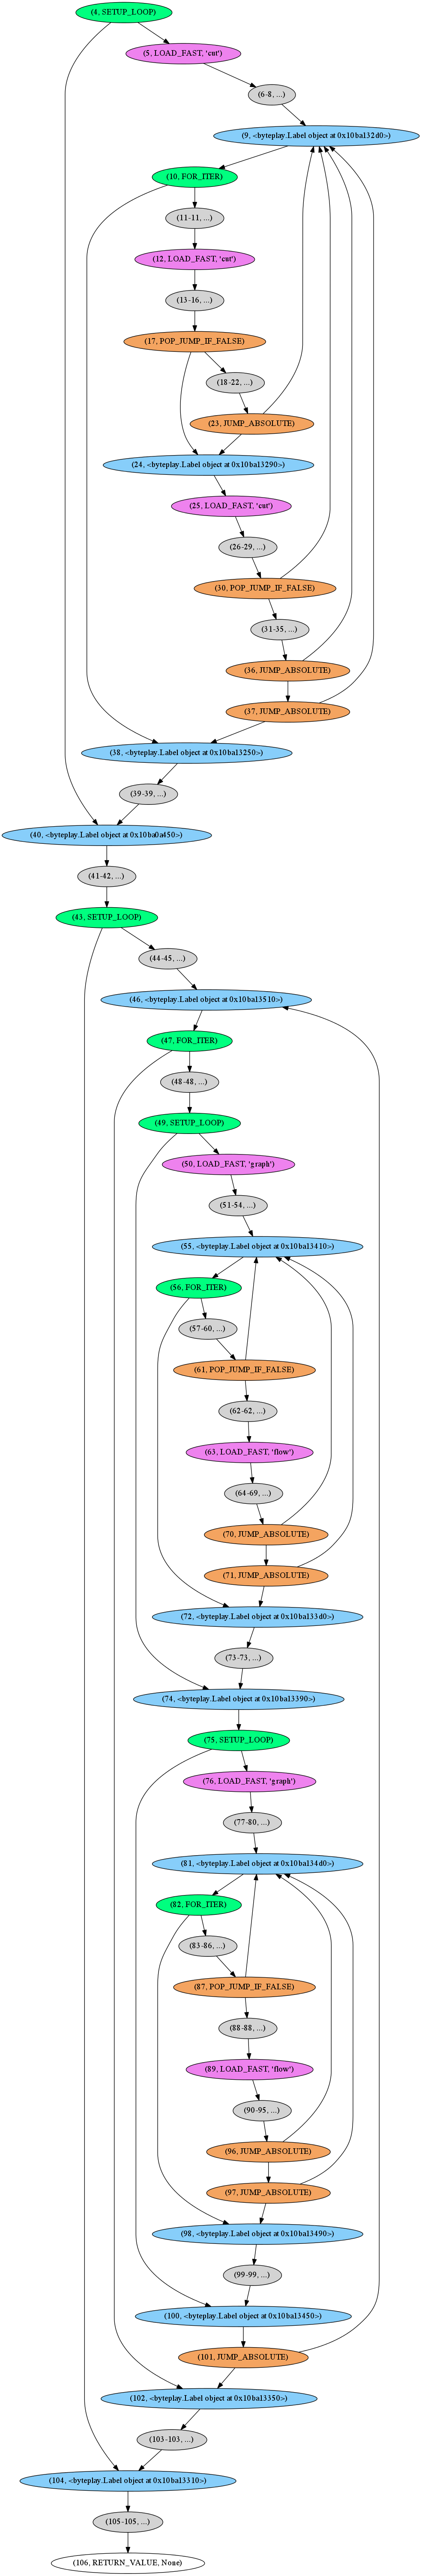 (4, SETUP_LOOP)
(5, LOAD_FAST, 'cut')
(6-8, ...)
(9, <byteplay.Label object at 0x10ba132d0>)
(10, FOR_ITER)
(11-11, ...)
(12, LOAD_FAST, 'cut')
(13-16, ...)
(17, POP_JUMP_IF_FALSE)
(18-22, ...)
(23, JUMP_ABSOLUTE)
(24, <byteplay.Label object at 0x10ba13290>)
(25, LOAD_FAST, 'cut')
(26-29, ...)
(30, POP_JUMP_IF_FALSE)
(31-35, ...)
(36, JUMP_ABSOLUTE)
(37, JUMP_ABSOLUTE)
(38, <byteplay.Label object at 0x10ba13250>)
(39-39, ...)
(40, <byteplay.Label object at 0x10ba0a450>)
(41-42, ...)
(43, SETUP_LOOP)
(44-45, ...)
(46, <byteplay.Label object at 0x10ba13510>)
(47, FOR_ITER)
(48-48, ...)
(49, SETUP_LOOP)
(50, LOAD_FAST, 'graph')
(51-54, ...)
(55, <byteplay.Label object at 0x10ba13410>)
(56, FOR_ITER)
(57-60, ...)
(61, POP_JUMP_IF_FALSE)
(62-62, ...)
(63, LOAD_FAST, 'flow')
(64-69, ...)
(70, JUMP_ABSOLUTE)
(71, JUMP_ABSOLUTE)
(72, <byteplay.Label object at 0x10ba133d0>)
(73-73, ...)
(74, <byteplay.Label object at 0x10ba13390>)
(75, SETUP_LOOP)
(76, LOAD_FAST, 'graph')
(77-80, ...)
(81, <byteplay.Label object at 0x10ba134d0>)
(82, FOR_ITER)
(83-86, ...)
(87, POP_JUMP_IF_FALSE)
(88-88, ...)
(89, LOAD_FAST, 'flow')
(90-95, ...)
(96, JUMP_ABSOLUTE)
(97, JUMP_ABSOLUTE)
(98, <byteplay.Label object at 0x10ba13490>)
(99-99, ...)
(100, <byteplay.Label object at 0x10ba13450>)
(101, JUMP_ABSOLUTE)
(102, <byteplay.Label object at 0x10ba13350>)
(103-103, ...)
(104, <byteplay.Label object at 0x10ba13310>)
(105-105, ...)
(106, RETURN_VALUE, None)